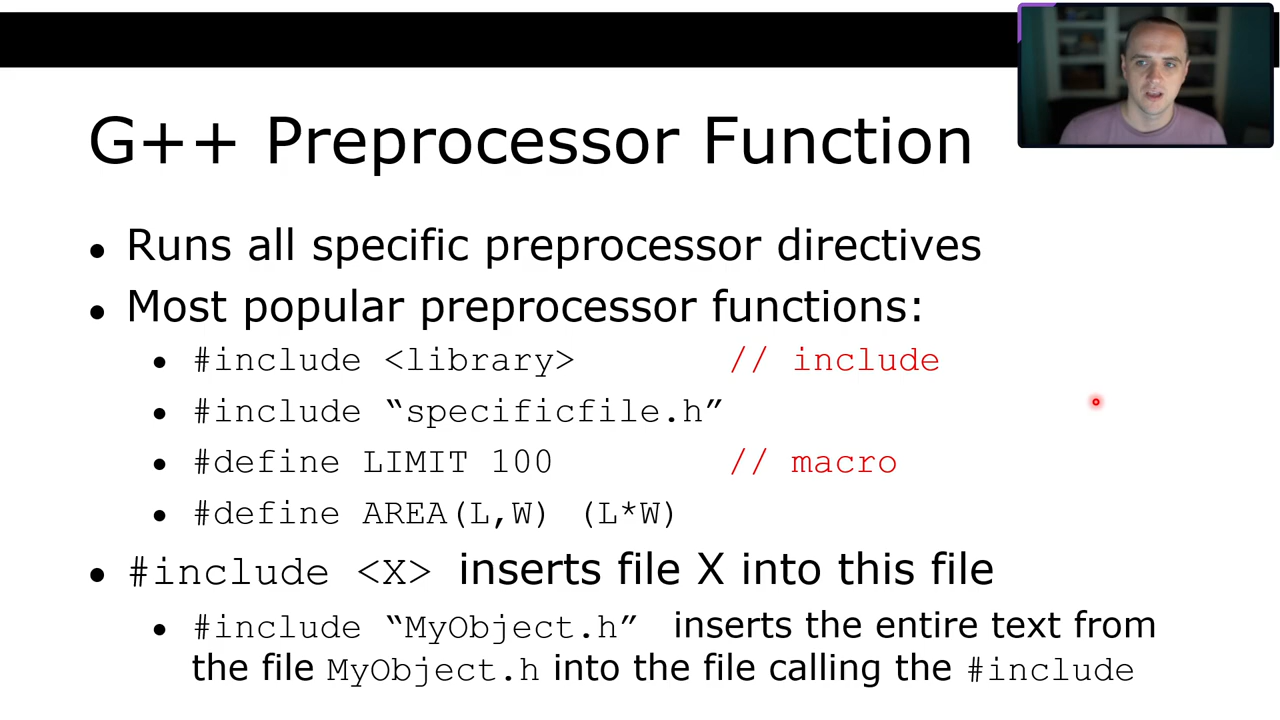 G++ Preprocessor Function
• Runs all specific preprocessor directives
• Most popular preprocessor functions:
• #include <library> // include
• #include “specificfile.h”
• #define LIMIT 100 // macro
• #define AREA(L,W) (L*W)
• #include <X> inserts file X into this file
• #include “MyObject.h” inserts the entire text from
the file MyObject.h into the file calling the #include